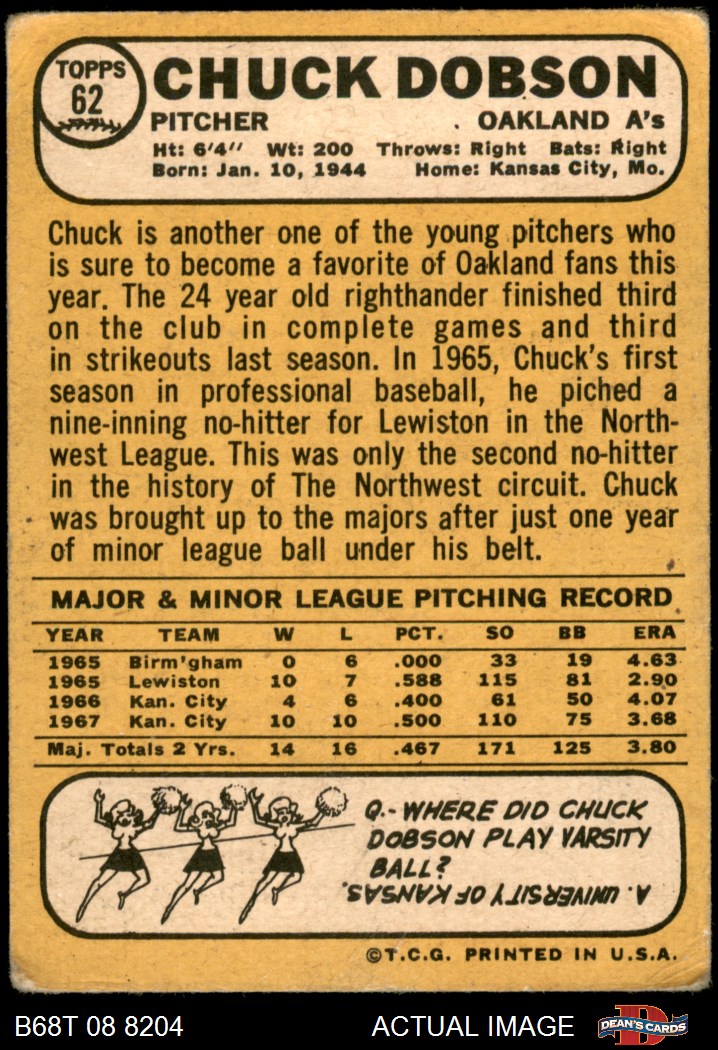 TOPPS
62
CHUCK DOBSON
PITCHER . OAKLAND A's
Ht: 6'4" Wt: 200 Throws: Right Bats: Right
Born: Jan. 10, 1944 Home: Kansas City, Mo.
Chuck is another one of the young pitchers who
is sure to become a favorite of Oakland fans this
year. The 24 year old righthander finished third
on the club in complete games and third
in strikeouts last season. In 1965, Chuck's first
season in professional baseball, he piched a
nine-inning no-hitter for Lewiston in the North-
west League. This was only the second no-hitter
in the history of The Northwest circuit. Chuck
was brought up to the majors after just one year
of minor league ball under his belt.
MAJOR & MINOR LEAGUE PITCHING RECORD
YEAR TEAM W L PCT. SO BB ERA
1965 Birm'gham 0 6 .000 33 19 4.63
1965 Lewiston 10 7 .588 115 81 2.90
1966 Kan. City 4 6 .400 61 50 4.07
1967 Kan. City 10 10 .500 110 75 3.68
Maj. Totals 2 Yrs. 14 16 .467 171 125 3.80
Q.- WHERE DID CHUCK
DOBSON PLAY VARSITY
BALL?
A. UNIVERSITY OF KANSAS.
©T.C.G. PRINTED IN U.S.A.
B68T 08 8204 ACTUAL IMAGE D DEAN'S CARDS